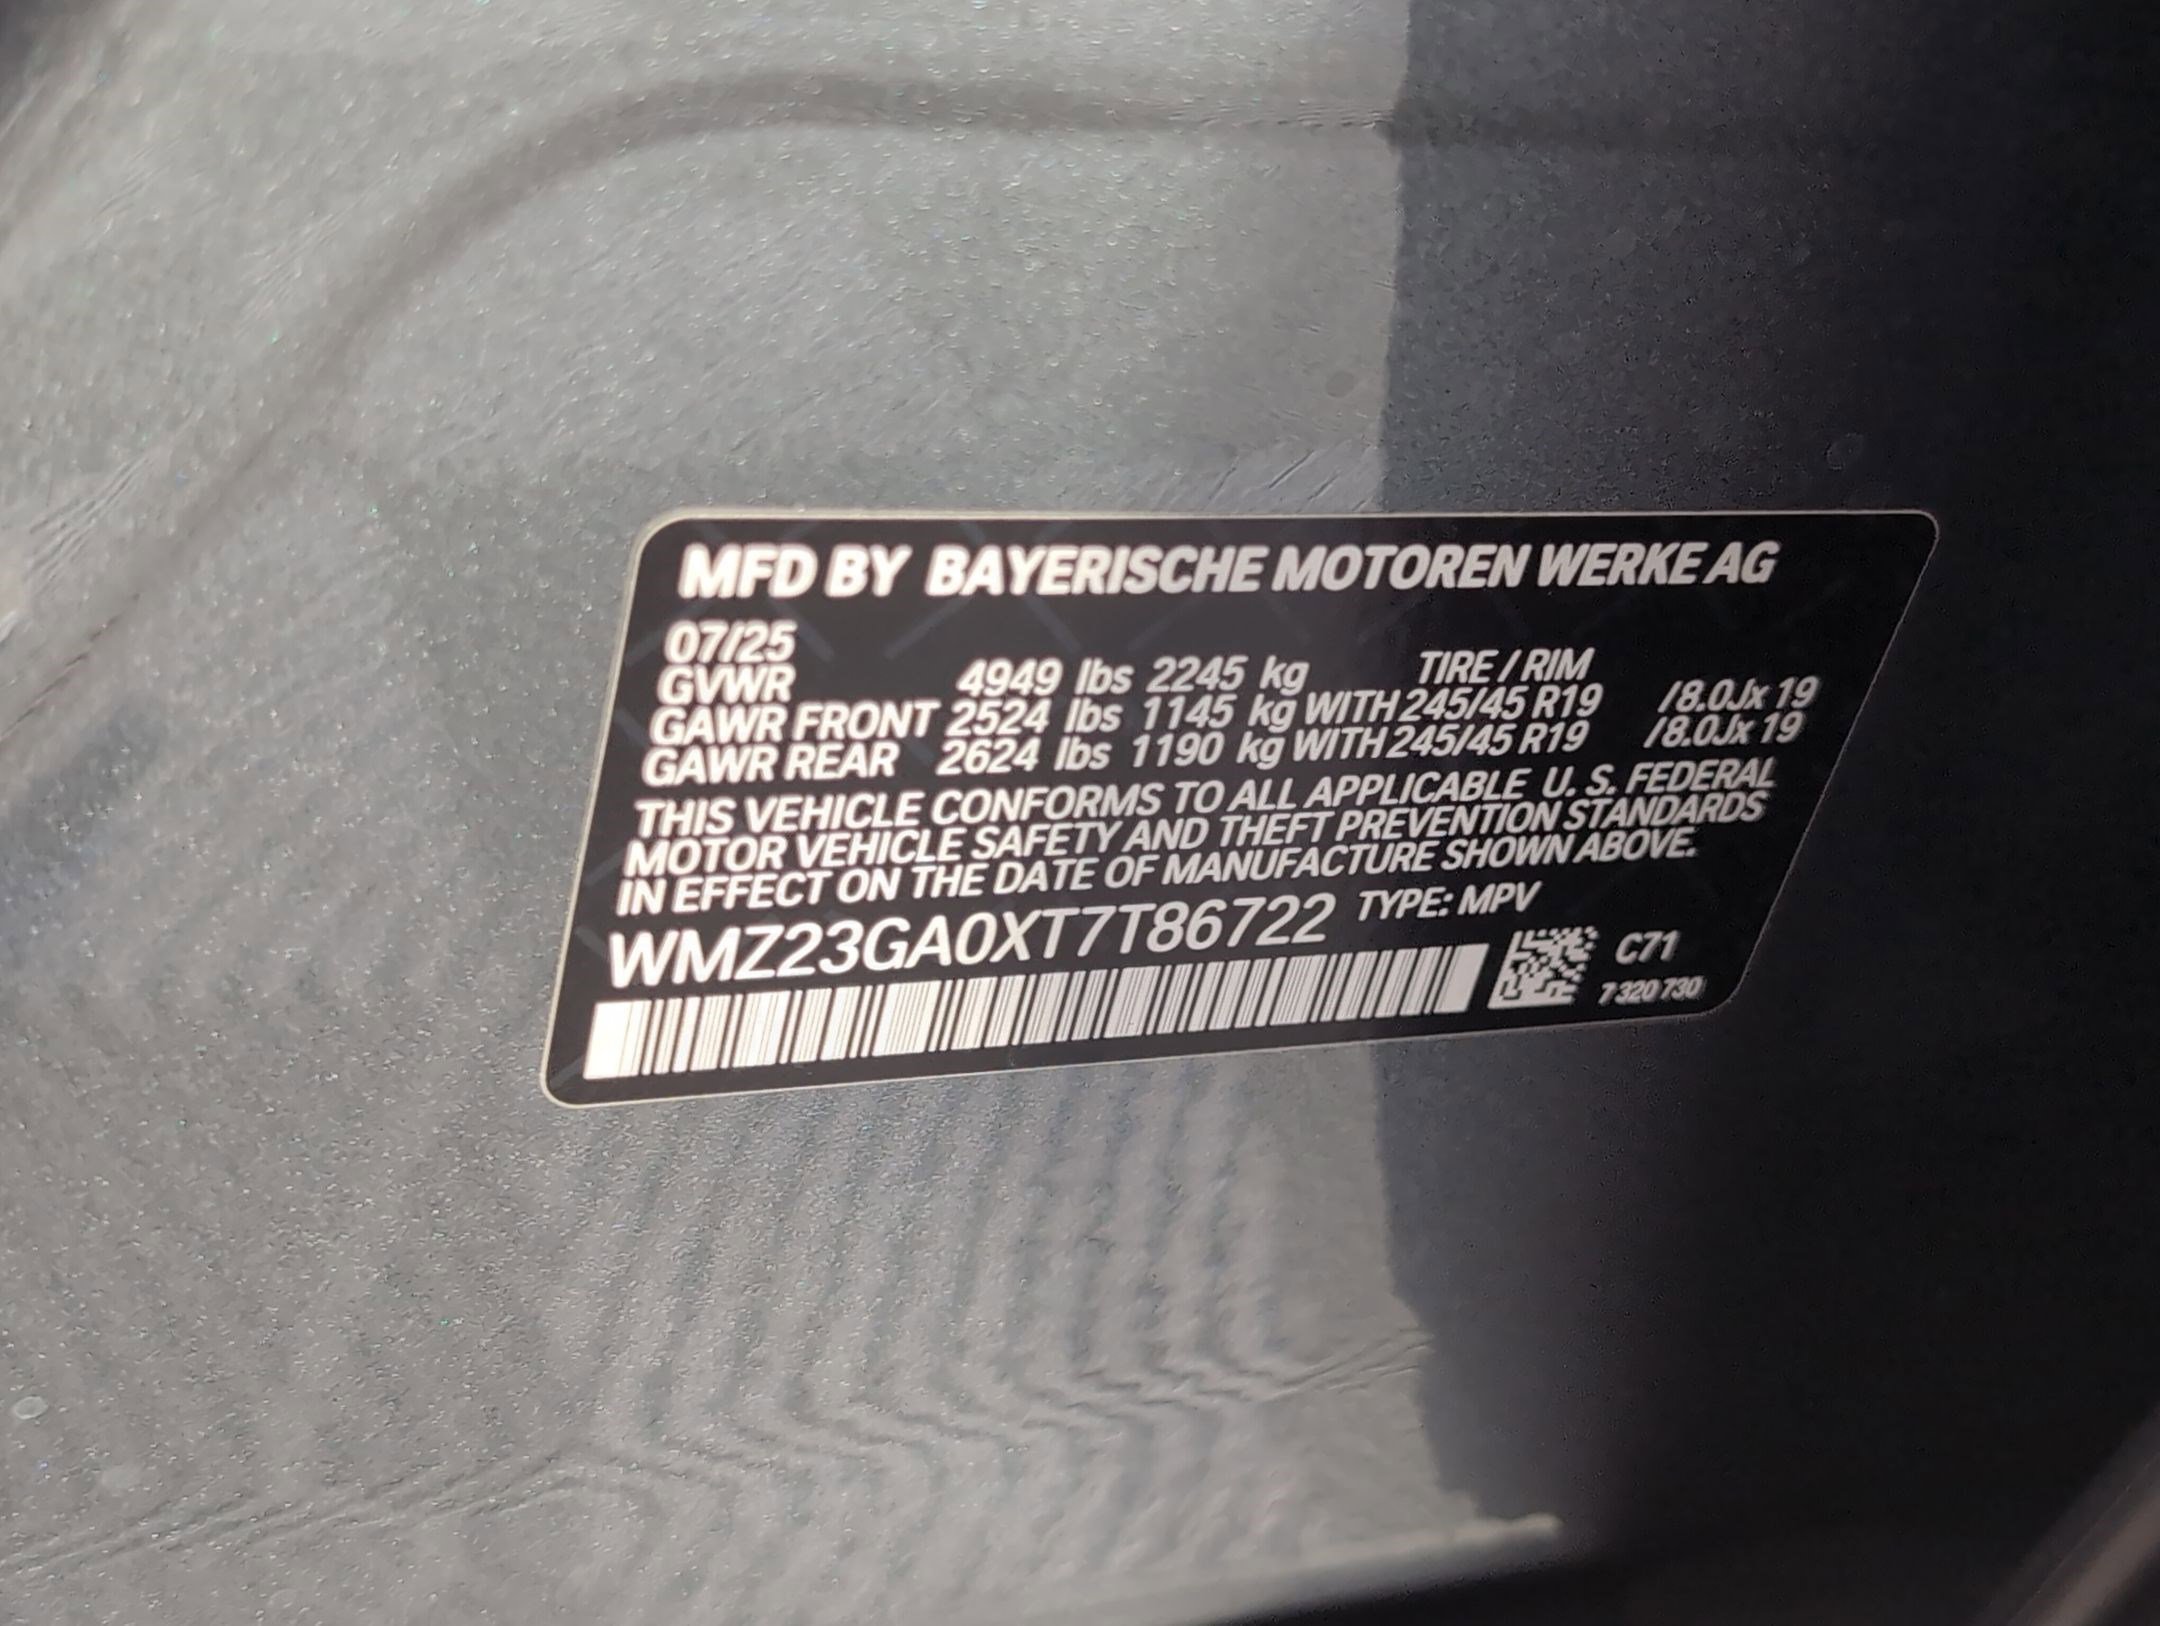 MFD BY BAYERISCHE MOTOREN WERKE AG
07/25
GVWR 4949 lbs 2245 kg TIRE / RIM
GAWR FRONT 2524 lbs 1145 kg WITH 245/45 R19 /8.0Jx 19
GAWR REAR 2624 lbs 1190 kg WITH 245/45 R19 /8.0Jx 19
THIS VEHICLE CONFORMS TO ALL APPLICABLE U. S. FEDERAL
MOTOR VEHICLE SAFETY AND THEFT PREVENTION STANDARDS
IN EFFECT ON THE DATE OF MANUFACTURE SHOWN ABOVE.
WMZ23GA0XT7T86722 TYPE: MPV
C71
7 320 730